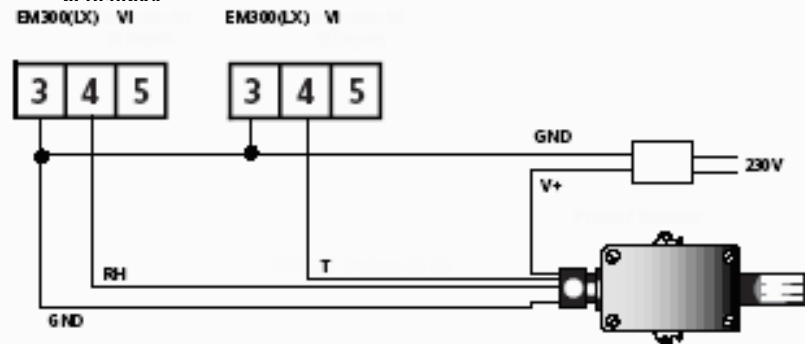 EM300(LX) VI
EM300(LX) VI
3 4 5
3 4 5
GND
230V
V+
RH
T
GND